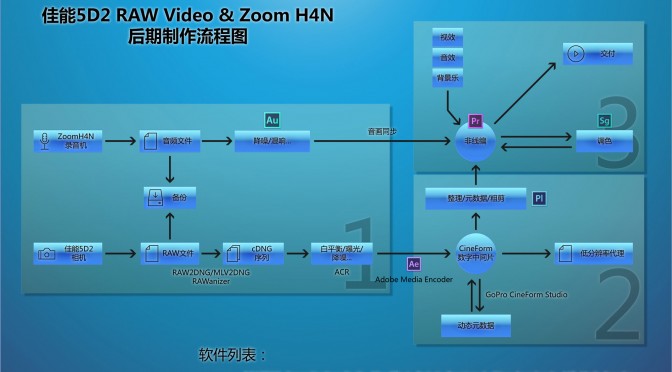 佳能5D2 RAW Video & Zoom H4N
后期制作流程图
视效
音效
背景乐
交付
3
Au
Pr
Sg
ZoomH4N
录音机
音频文件
降噪/混响...
音画同步
非线编
调色
备份
整理/元数据/粗剪
Pl
1
佳能5D2
相机
RAW文件
cDNG
序列
白平衡/曝光/
降噪...
CineForm
数字中间片
低分辨率代理
RAW2DNG/MLV2DNG
RAWanizer
ACR
Ae
Adobe Media Encoder
GoPro CineForm Studio
2
动态元数据
软件列表：